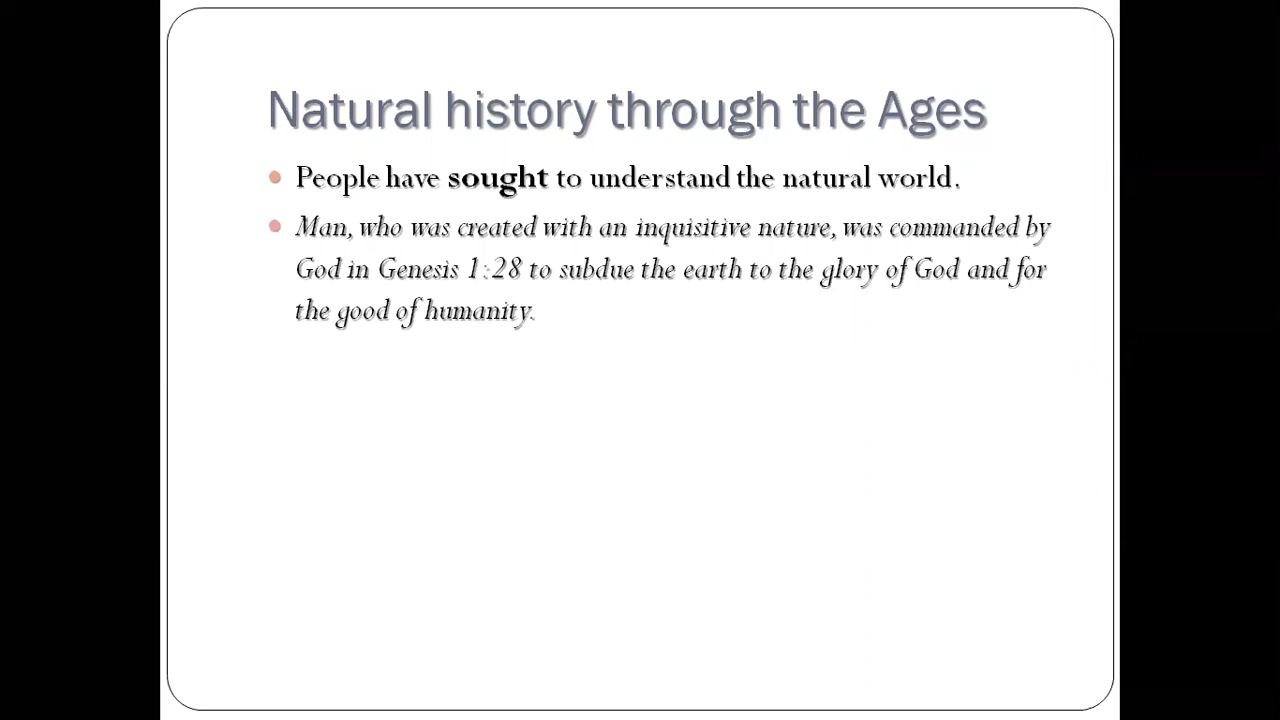 Natural history through the Ages
People have sought to understand the natural world.
Man, who was created with an inquisitive nature, was commanded by
God in Genesis 1:28 to subdue the earth to the glory of God and for
the good of humanity.